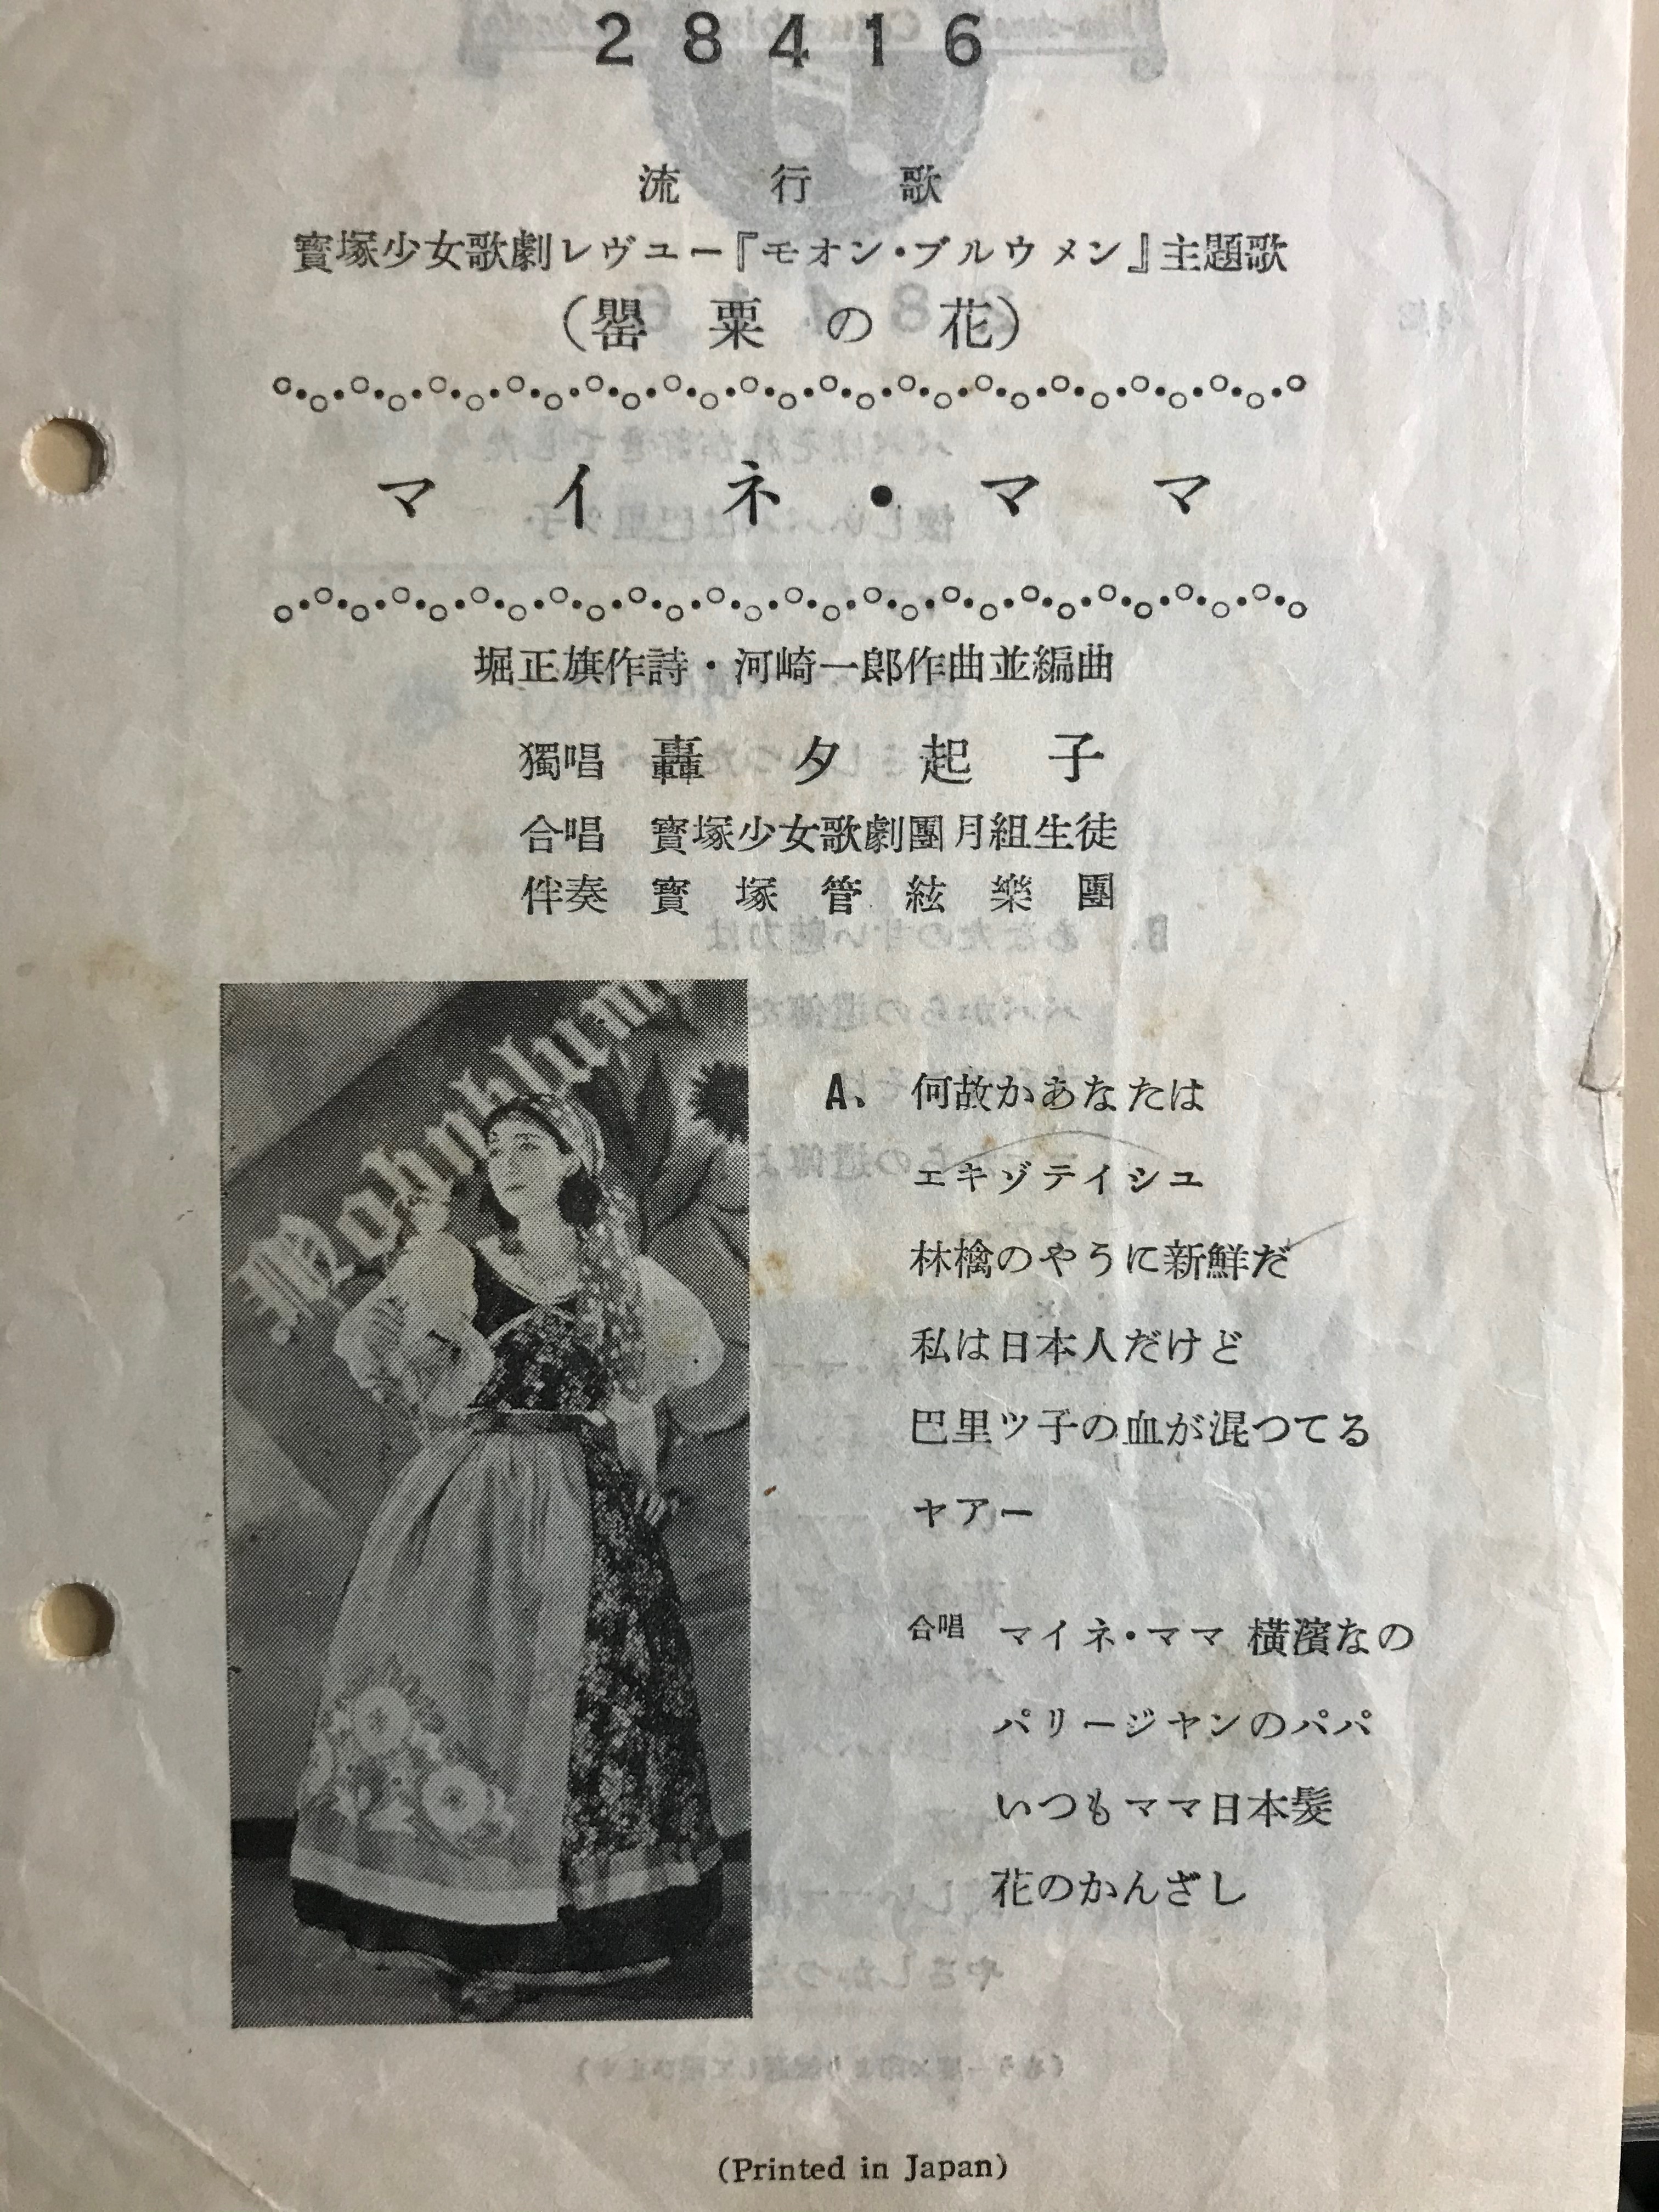 28416
流行歌
寶塚少女歌劇レヴユー『モオン・ブルウメン』主題歌
(罌粟の花)
マイネ・ママ
堀正旗作詩・河崎一郎作曲並編曲
獨唱 轟夕起子
合唱 寶塚少女歌劇團月組生徒
伴奏 寶塚管絃樂團
Mohnblumen
A、何故かあなたは
エキゾテイシユ
林檎のやうに新鮮だ
私は日本人だけど
巴里ツ子の血が混つてる
ヤアー
合唱 マイネ・ママ 横濱なの
パリージヤンのパパ
いつもママ日本髪
花のかんざし
(Printed in Japan)